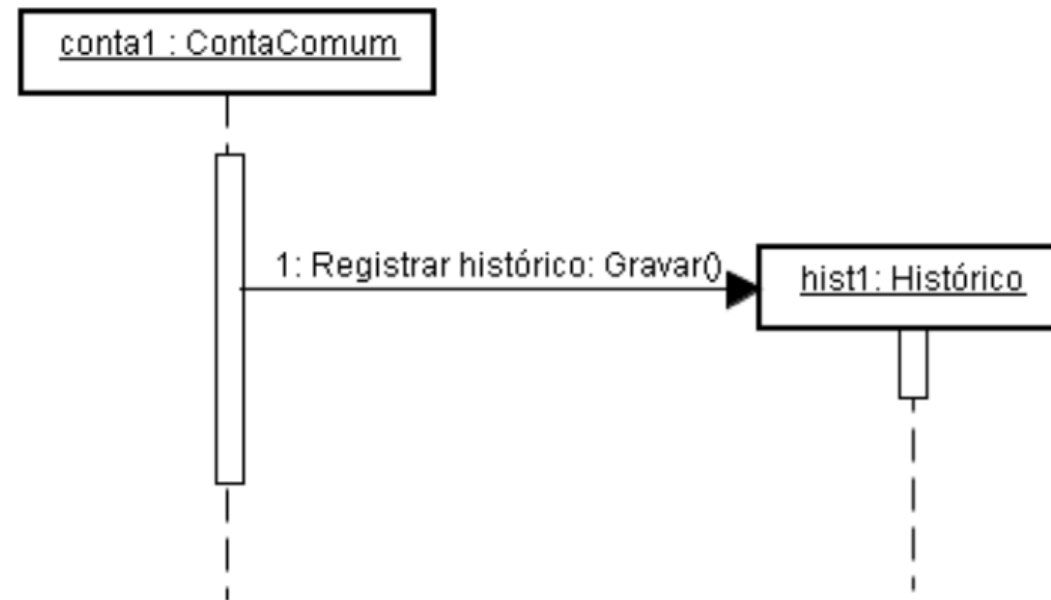 conta1 : ContaComum
1: Registrar histórico: Gravar()
hist1: Histórico